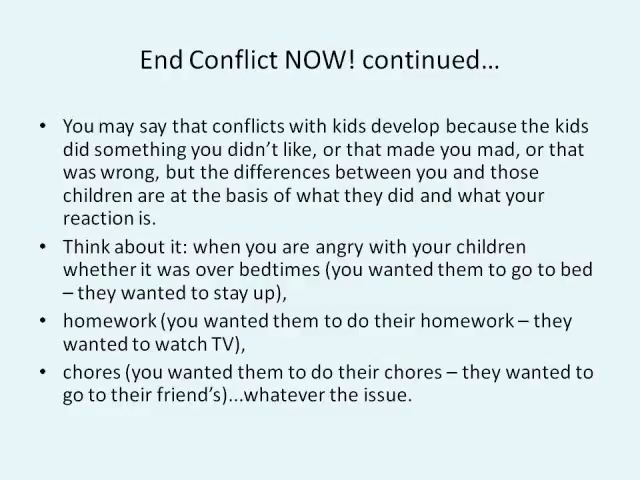 End Conflict NOW! continued…
• You may say that conflicts with kids develop because the kids
did something you didn’t like, or that made you mad, or that
was wrong, but the differences between you and those
children are at the basis of what they did and what your
reaction is.
• Think about it: when you are angry with your children
whether it was over bedtimes (you wanted them to go to bed
– they wanted to stay up),
• homework (you wanted them to do their homework – they
wanted to watch TV),
• chores (you wanted them to do their chores – they wanted to
go to their friend’s)...whatever the issue.